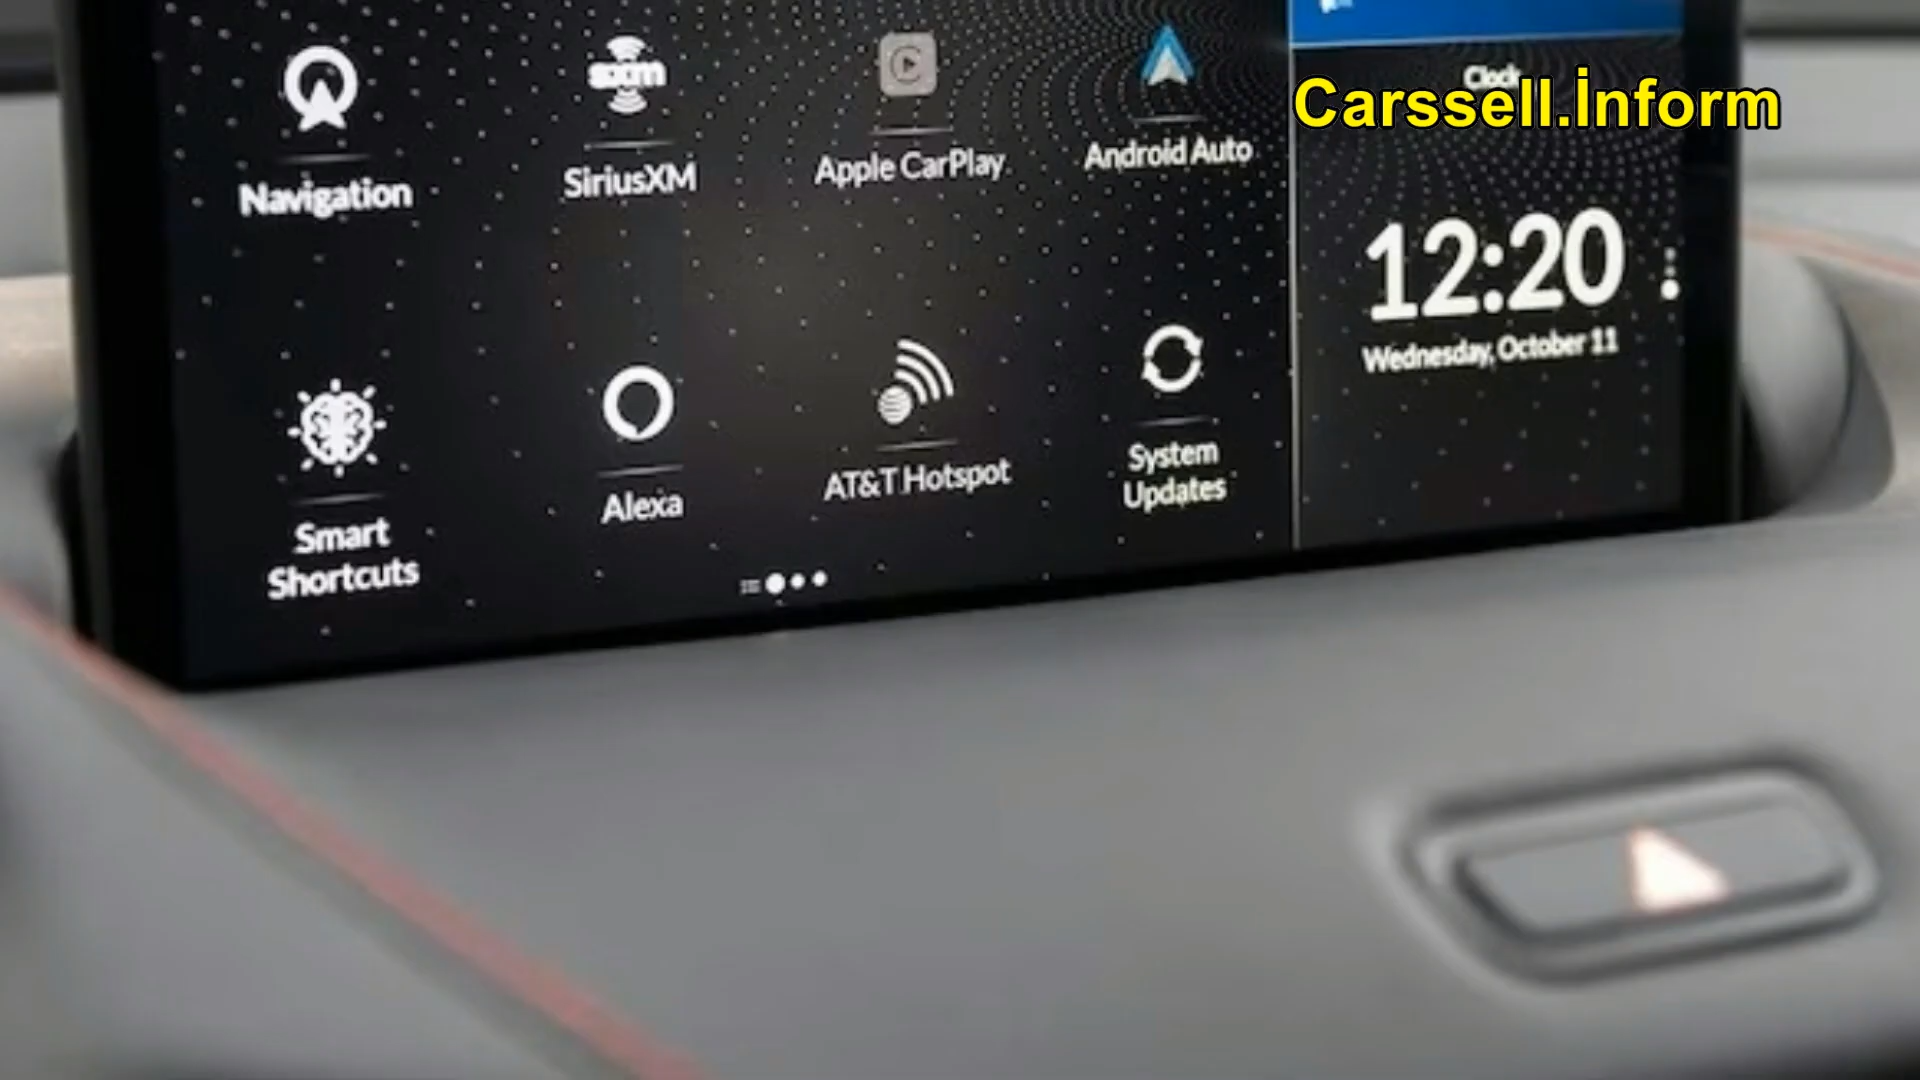 sxm
Clock
Carssell.İnform
Navigation
SiriusXM
Apple CarPlay
Android Auto
12:20
Wednesday, October 11
Smart
Shortcuts
Alexa
AT&T Hotspot
System
Updates